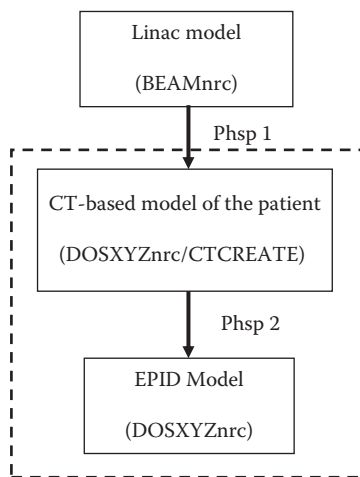 Linac model
(BEAMnrc)
Phsp 1
CT-based model of the patient
(DOSXYZnrc/CTCREATE)
Phsp 2
EPID Model
(DOSXYZnrc)